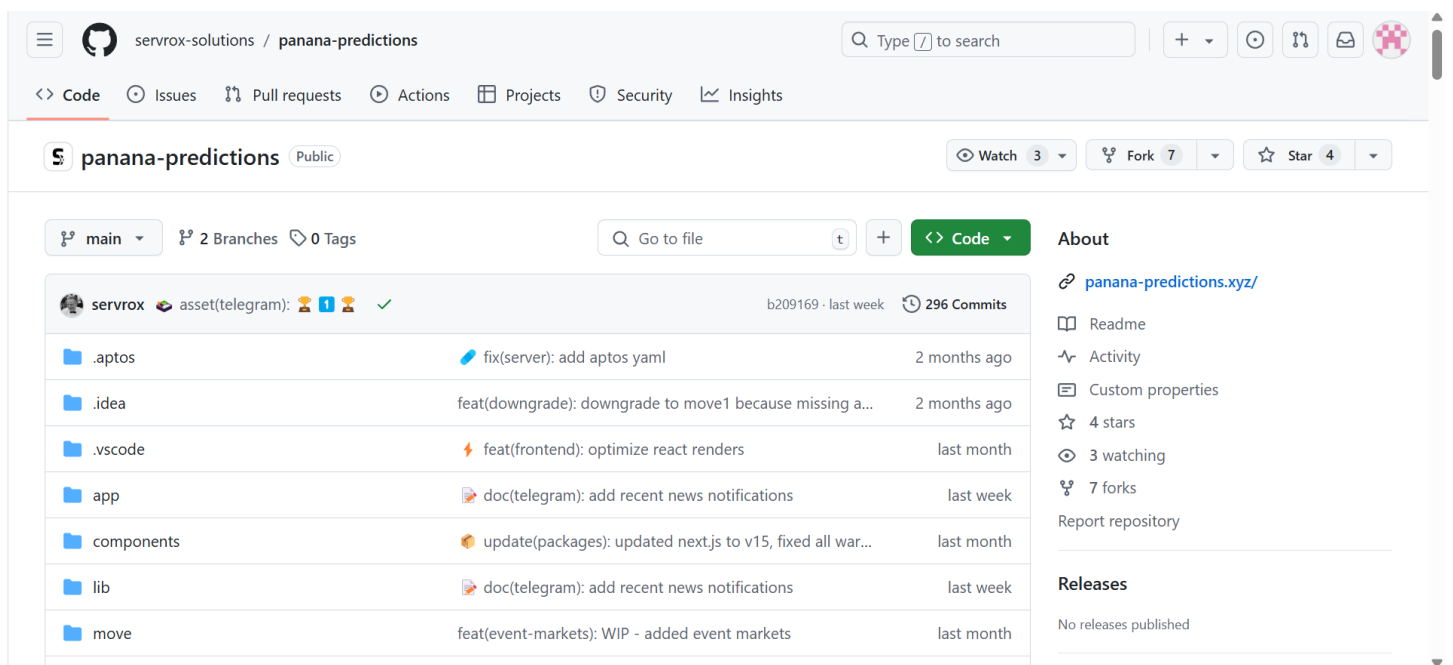 servrox-solutions / panana-predictions
Type / to search
Code Issues Pull requests Actions Projects Security Insights
S panana-predictions Public
Watch 3 Fork 7 Star 4
main 2 Branches 0 Tags
Go to file t
Code
servrox asset(telegram): 🏆 1️⃣ 🏆
b209169 · last week 296 Commits
.aptos fix(server): add aptos yaml 2 months ago
.idea feat(downgrade): downgrade to move1 because missing a... 2 months ago
.vscode feat(frontend): optimize react renders last month
app doc(telegram): add recent news notifications last week
components update(packages): updated next.js to v15, fixed all war... last month
lib doc(telegram): add recent news notifications last week
move feat(event-markets): WIP - added event markets last month
About
panana-predictions.xyz/
Readme
Activity
Custom properties
4 stars
3 watching
7 forks
Report repository
Releases
No releases published